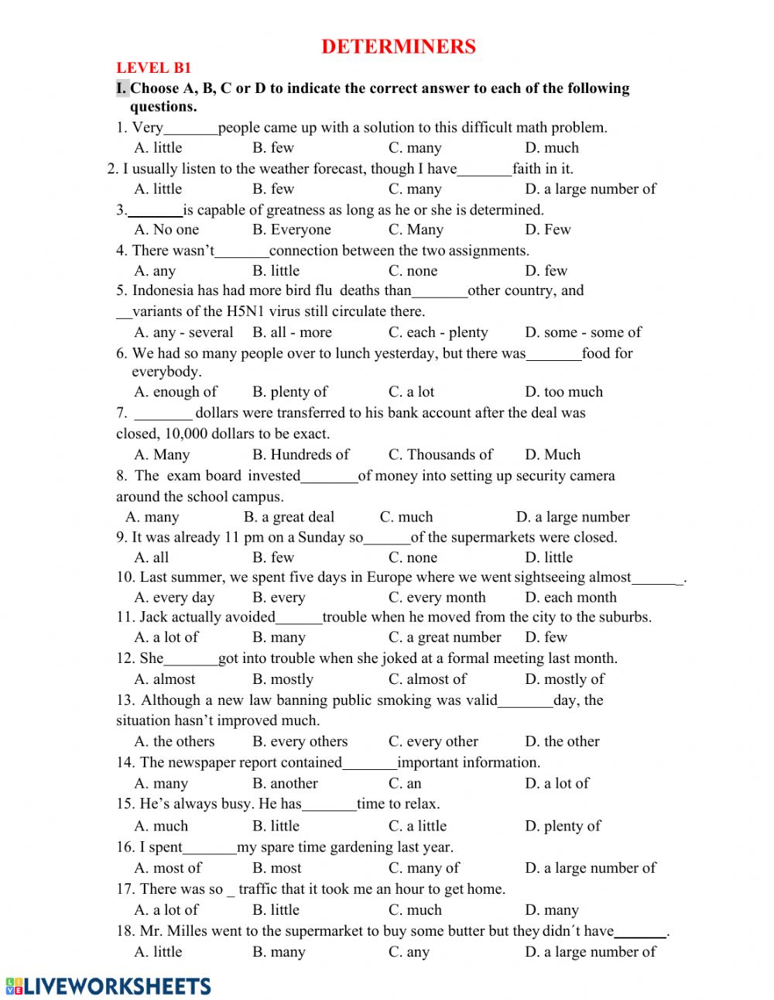 DETERMINERS
LEVEL B1
I. Choose A, B, C or D to indicate the correct answer to each of the following
questions.
1. Very_______people came up with a solution to this difficult math problem.
A. little B. few C. many D. much
2. I usually listen to the weather forecast, though I have_______faith in it.
A. little B. few C. many D. a large number of
3._______is capable of greatness as long as he or she is determined.
A. No one B. Everyone C. Many D. Few
4. There wasn’t_______connection between the two assignments.
A. any B. little C. none D. few
5. Indonesia has had more bird flu deaths than_______other country, and
__variants of the H5N1 virus still circulate there.
A. any - several B. all - more C. each - plenty D. some - some of
6. We had so many people over to lunch yesterday, but there was_______food for
everybody.
A. enough of B. plenty of C. a lot D. too much
7. _______ dollars were transferred to his bank account after the deal was
closed, 10,000 dollars to be exact.
A. Many B. Hundreds of C. Thousands of D. Much
8. The exam board invested_______of money into setting up security camera
around the school campus.
A. many B. a great deal C. much D. a large number
9. It was already 11 pm on a Sunday so______of the supermarkets were closed.
A. all B. few C. none D. little
10. Last summer, we spent five days in Europe where we went sightseeing almost_______.
A. every day B. every C. every month D. each month
11. Jack actually avoided______trouble when he moved from the city to the suburbs.
A. a lot of B. many C. a great number D. few
12. She_______got into trouble when she joked at a formal meeting last month.
A. almost B. mostly C. almost of D. mostly of
13. Although a new law banning public smoking was valid_______day, the
situation hasn’t improved much.
A. the others B. every others C. every other D. the other
14. The newspaper report contained_______important information.
A. many B. another C. an D. a lot of
15. He’s always busy. He has_______time to relax.
A. much B. little C. a little D. plenty of
16. I spent_______my spare time gardening last year.
A. most of B. most C. many of D. a large number of
17. There was so _ traffic that it took me an hour to get home.
A. a lot of B. little C. much D. many
18. Mr. Milles went to the supermarket to buy some butter but they didn´t have_______.
A. little B. many C. any D. a large number of
LIVE LIVEWORKSHEETS